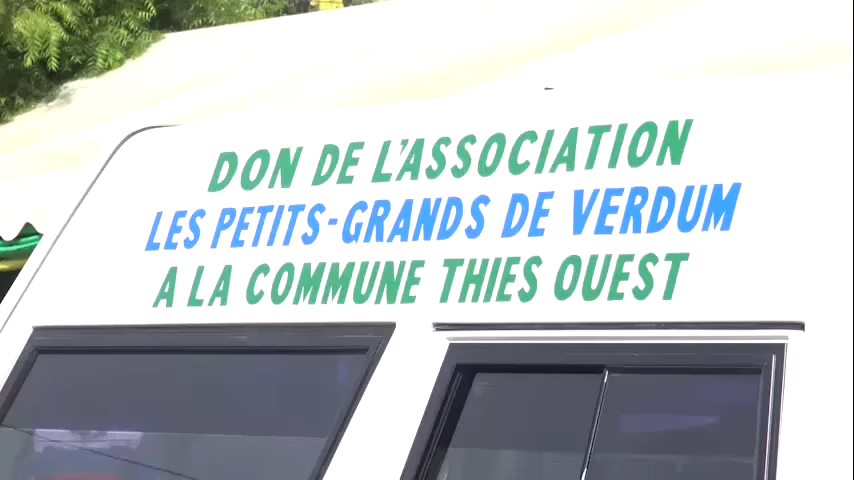 DON DE L'ASSOCIATION
LES PETITS-GRANDS DE VERDUM
A LA COMMUNE THIES OUEST